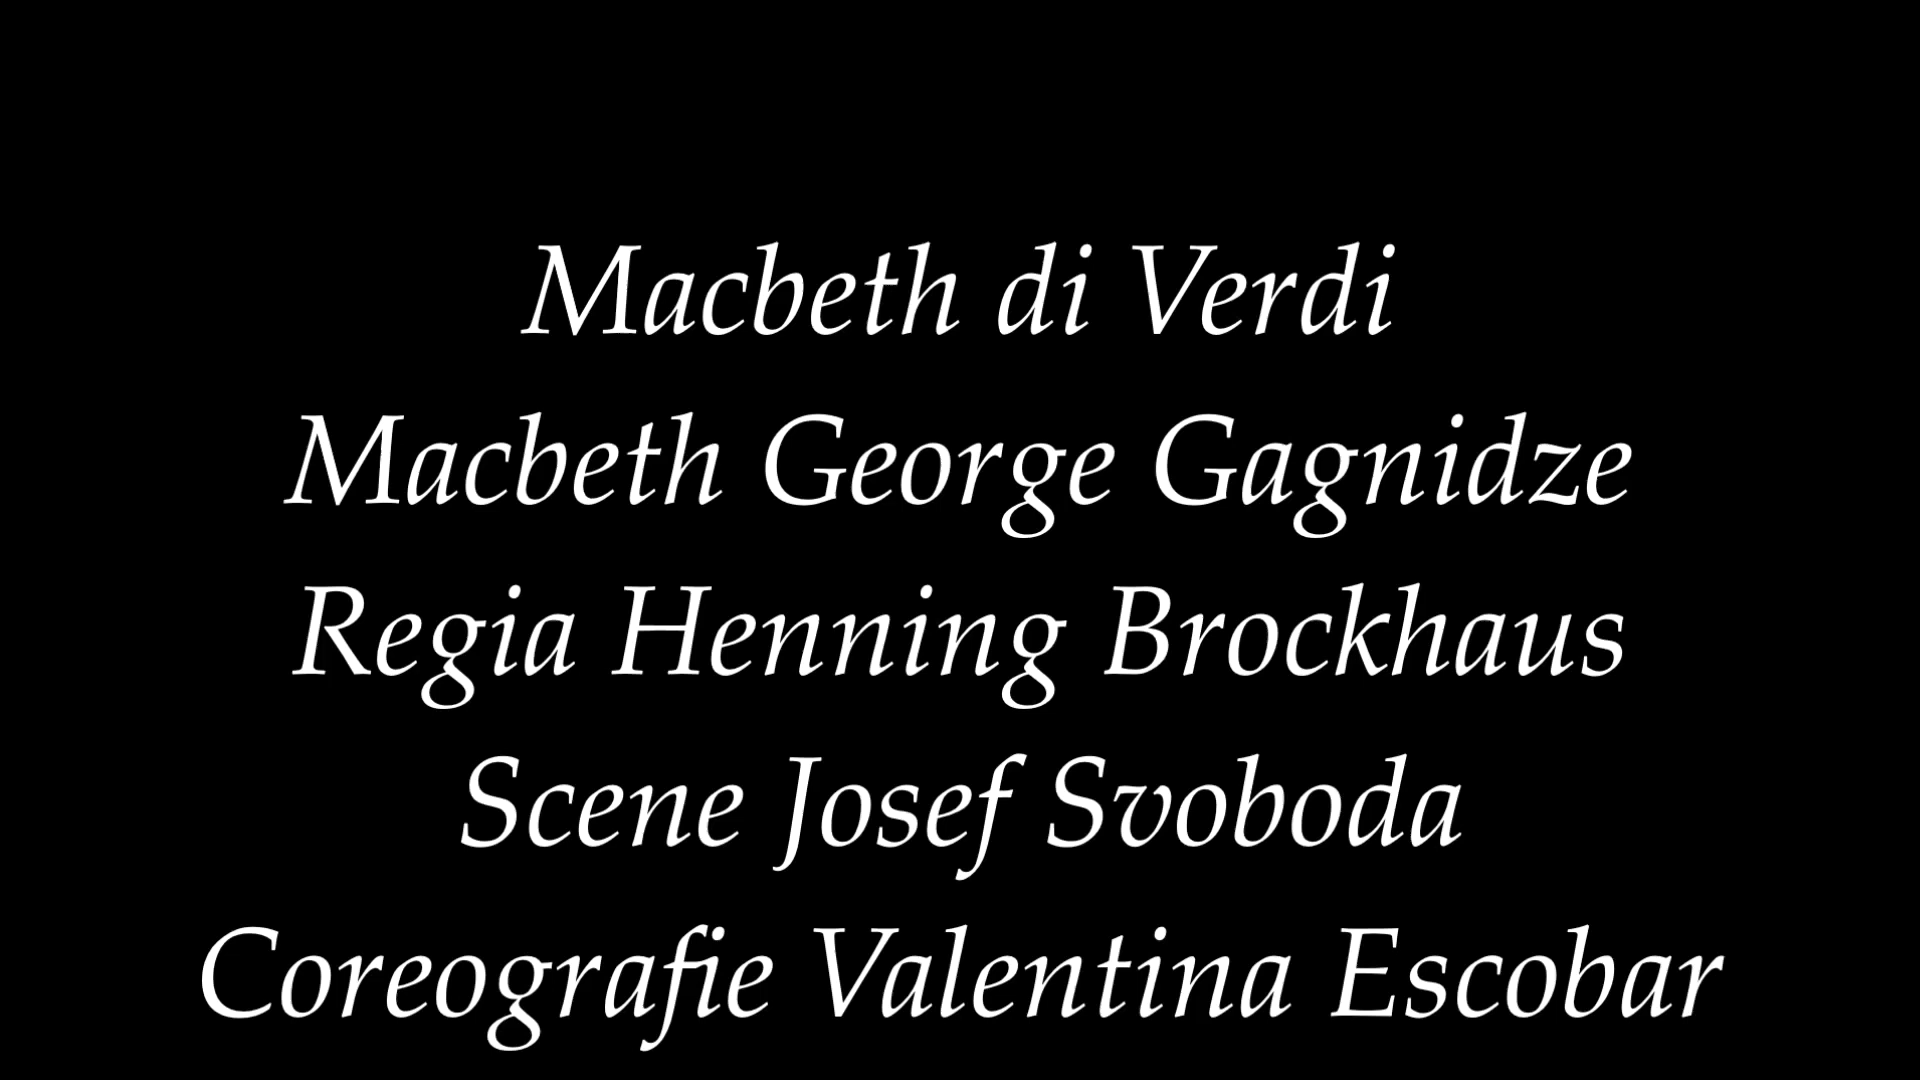 Macbeth di Verdi
Macbeth George Gagnidze
Regia Henning Brockhaus
Scene Josef Svoboda
Coreografie Valentina Escobar